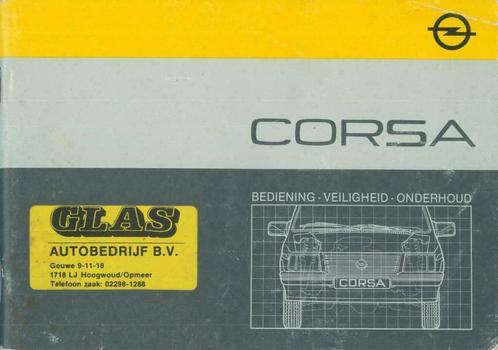 CORSA
BEDIENING - VEILIGHEID - ONDERHOUD
GLAS
AUTOBEDRIJF B.V.
Gouwe 9-11-18
1718 LJ Hoogwoud/Opmeer
Telefoon zaak: 02298-1288
CORSA